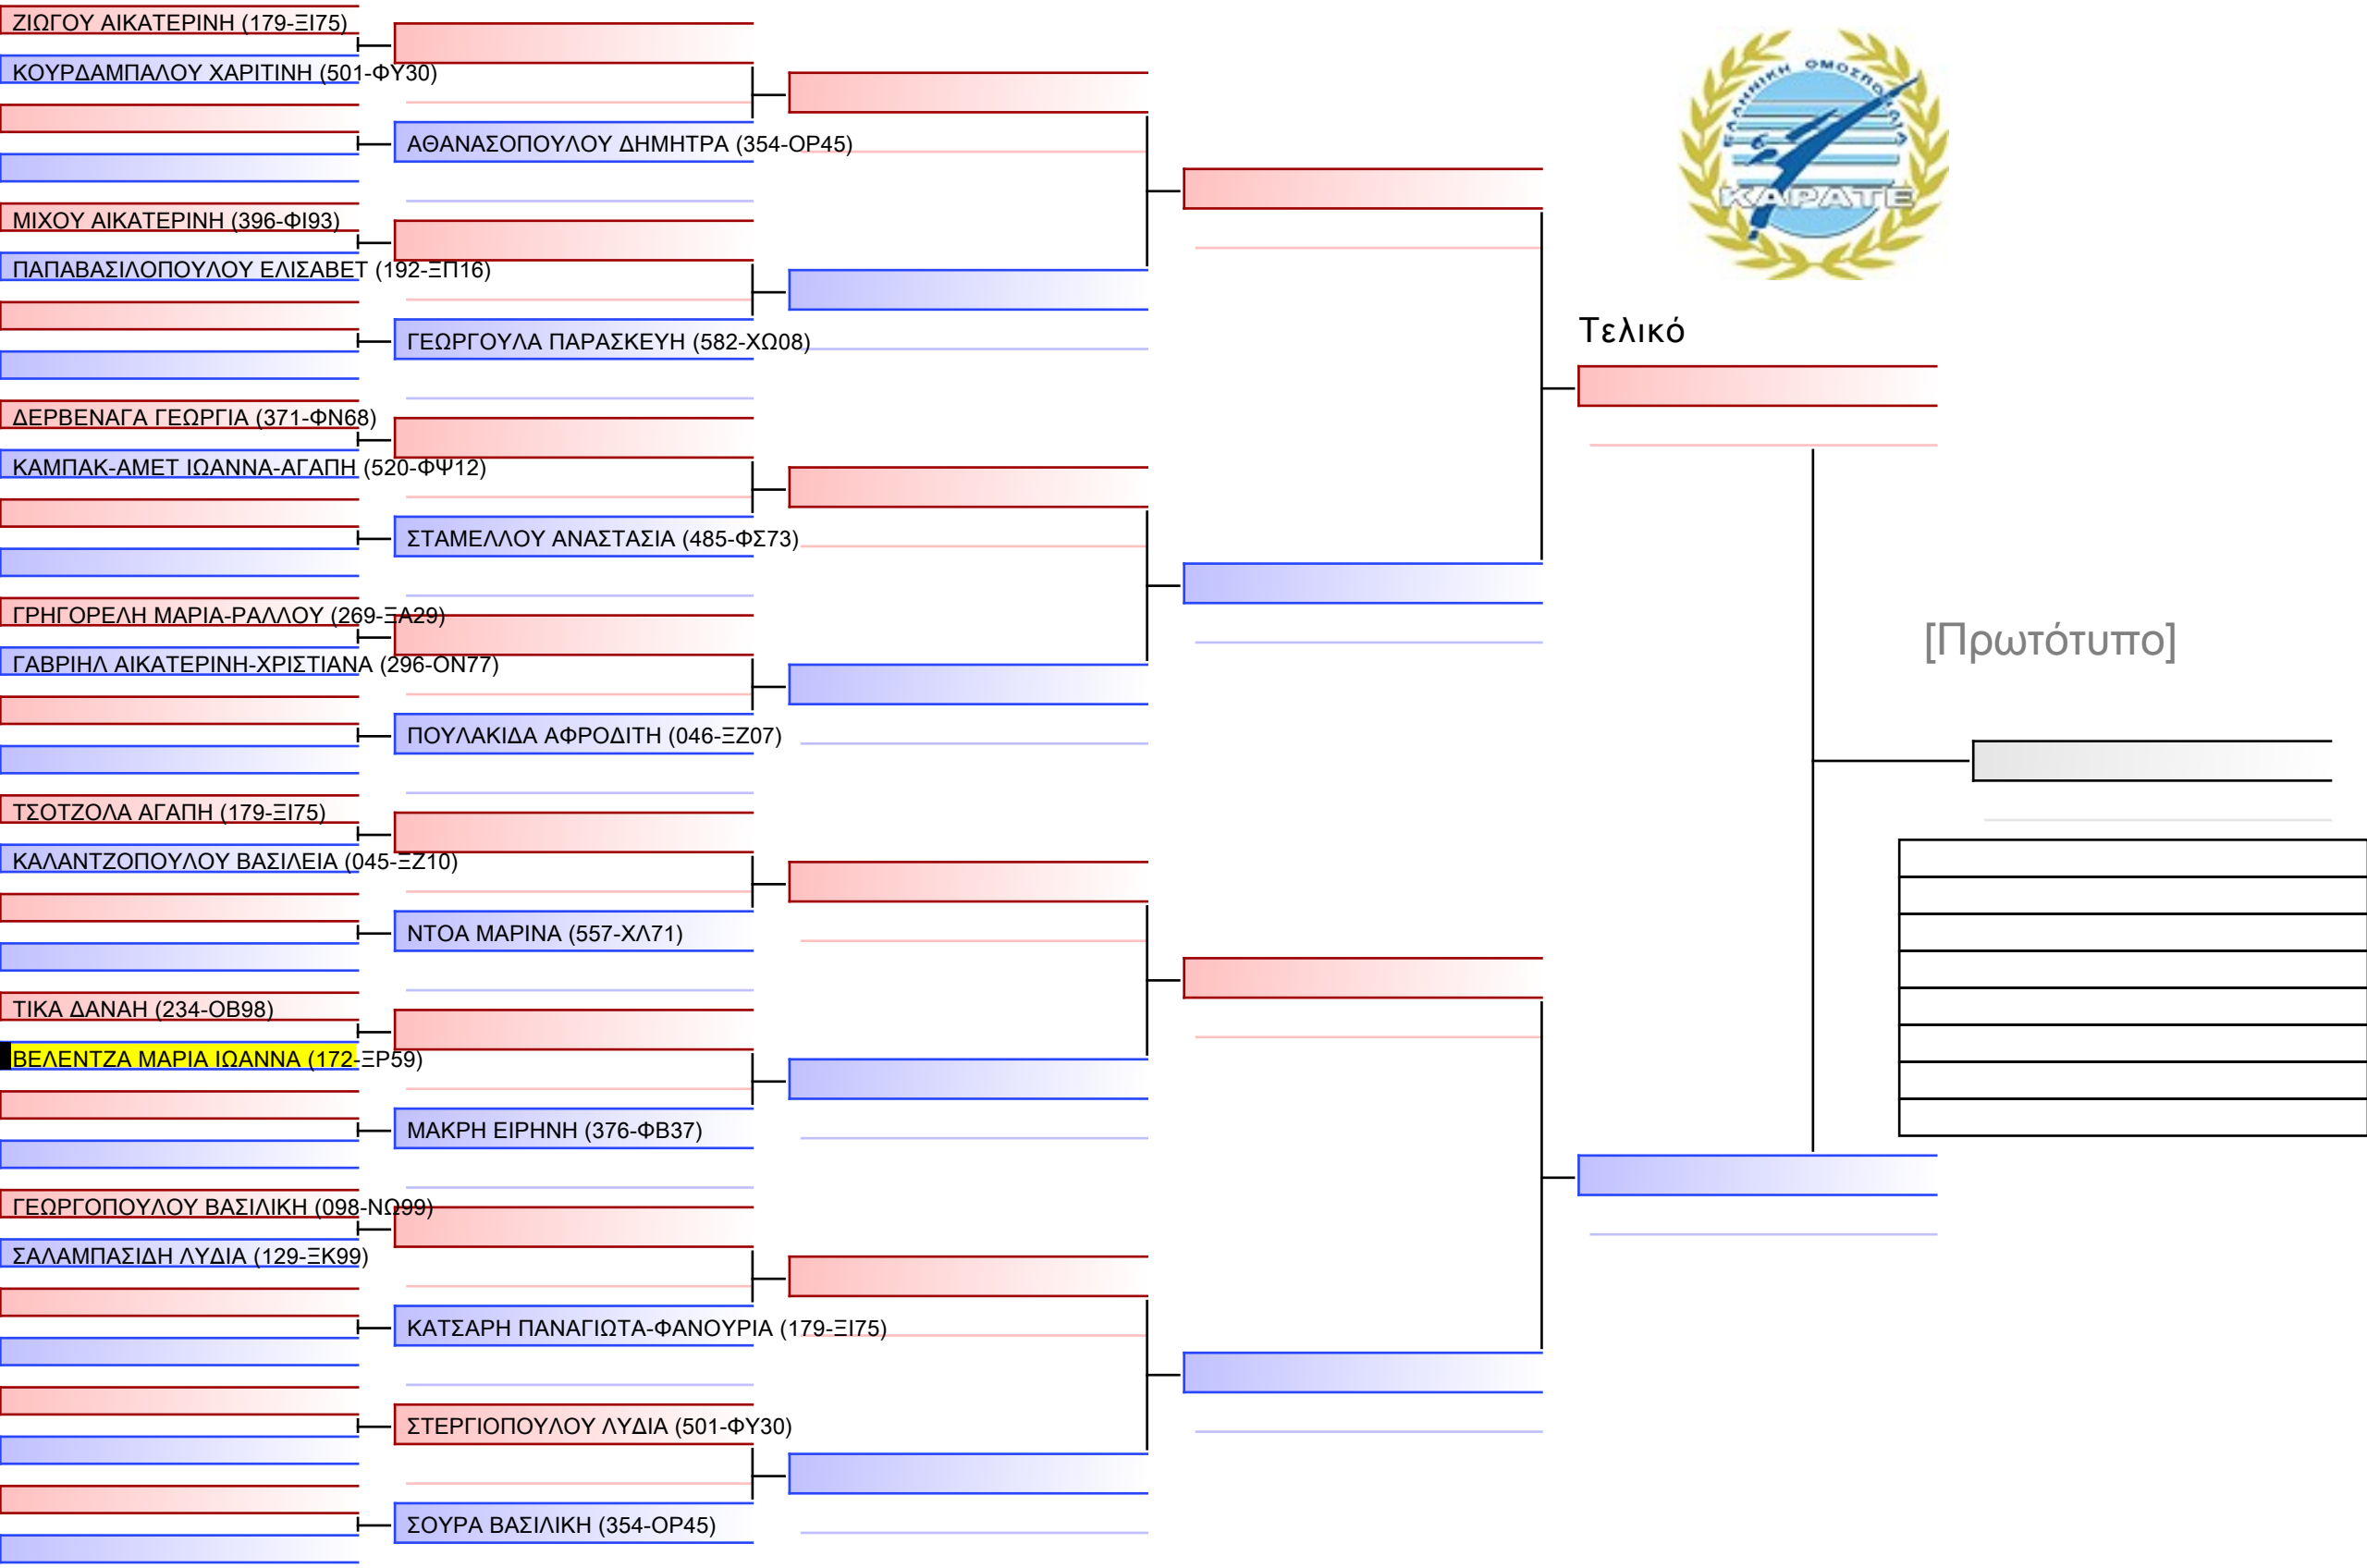 ΖΙΩΓΟΥ ΑΙΚΑΤΕΡΙΝΗ (179-ΞΙ75)
ΚΟΥΡΔΑΜΠΑΛΟΥ ΧΑΡΙΤΙΝΗ (501-ΦΥ30)
ΑΘΑΝΑΣΟΠΟΥΛΟΥ ΔΗΜΗΤΡΑ (354-ΟΡ45)
ΜΙΧΟΥ ΑΙΚΑΤΕΡΙΝΗ (396-ΦΙ93)
ΠΑΠΑΒΑΣΙΛΟΠΟΥΛΟΥ ΕΛΙΣΑΒΕΤ (192-ΞΠ16)
ΓΕΩΡΓΟΥΛΑ ΠΑΡΑΣΚΕΥΗ (582-ΧΩ08)
ΔΕΡΒΕΝΑΓΑ ΓΕΩΡΓΙΑ (371-ΦΝ68)
ΚΑΜΠΑΚ-ΑΜΕΤ ΙΩΑΝΝΑ-ΑΓΑΠΗ (520-ΦΨ12)
ΣΤΑΜΕΛΛΟΥ ΑΝΑΣΤΑΣΙΑ (485-ΦΣ73)
ΓΡΗΓΟΡΕΛΗ ΜΑΡΙΑ-ΡΑΛΛΟΥ (269-ΞΑ29)
ΓΑΒΡΙΗΛ ΑΙΚΑΤΕΡΙΝΗ-ΧΡΙΣΤΙΑΝΑ (296-ΟΝ77)
ΠΟΥΛΑΚΙΔΑ ΑΦΡΟΔΙΤΗ (046-ΞΖ07)
ΤΣΟΤΖΟΛΑ ΑΓΑΠΗ (179-ΞΙ75)
ΚΑΛΑΝΤΖΟΠΟΥΛΟΥ ΒΑΣΙΛΕΙΑ (045-ΞΖ10)
ΝΤΟΑ ΜΑΡΙΝΑ (557-ΧΛ71)
ΤΙΚΑ ΔΑΝΑΗ (234-ΟΒ98)
ΒΕΛΕΝΤΖΑ ΜΑΡΙΑ ΙΩΑΝΝΑ (172-ΞΡ59)
ΜΑΚΡΗ ΕΙΡΗΝΗ (376-ΦΒ37)
ΓΕΩΡΓΟΠΟΥΛΟΥ ΒΑΣΙΛΙΚΗ (098-ΝΩ99)
ΣΑΛΑΜΠΑΣΙΔΗ ΛΥΔΙΑ (129-ΞΚ99)
ΚΑΤΣΑΡΗ ΠΑΝΑΓΙΩΤΑ-ΦΑΝΟΥΡΙΑ (179-ΞΙ75)
ΣΤΕΡΓΙΟΠΟΥΛΟΥ ΛΥΔΙΑ (501-ΦΥ30)
ΣΟΥΡΑ ΒΑΣΙΛΙΚΗ (354-ΟΡ45)
ΕΛΛΗΝΙΚΗ ΟΜΟΣΠΟΝΔΙΑ
ΚΑΡΑΤΕ
Τελικό
[Πρωτότυπο]